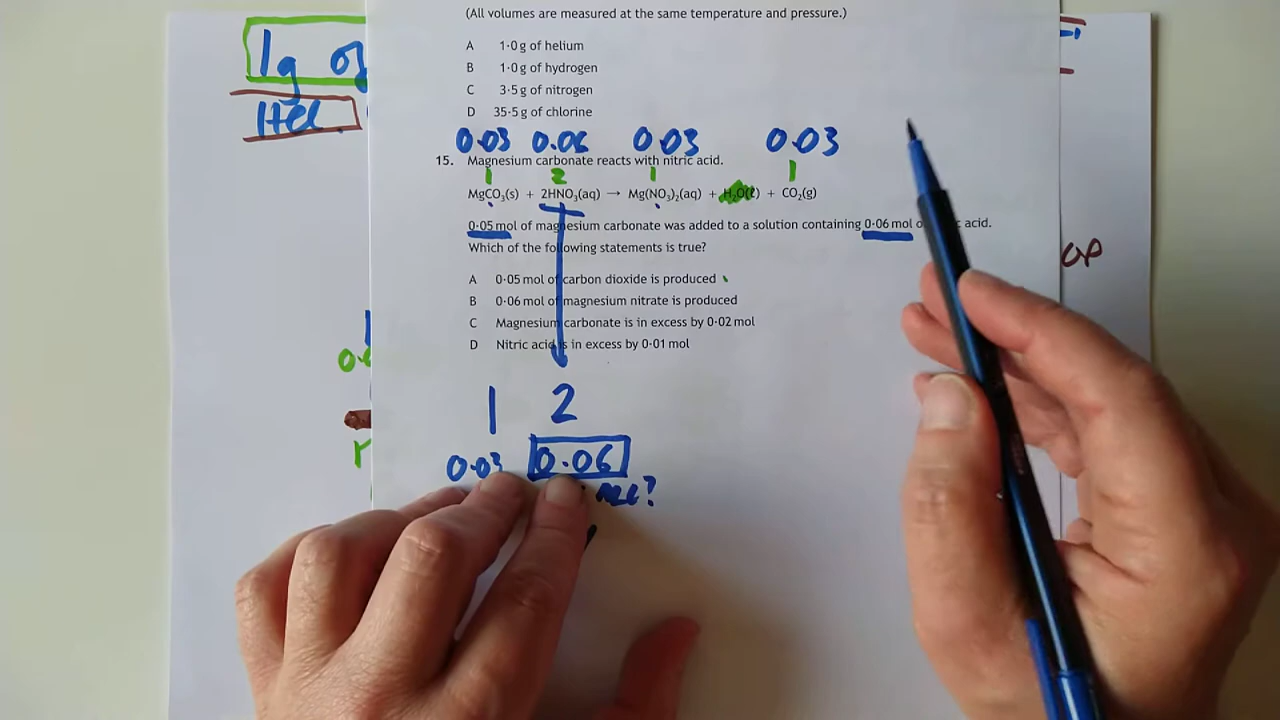 (All volumes are measured at the same temperature and pressure.)
1g of
HCl
A 1·0 g of helium
B 1·0 g of hydrogen
C 3·5 g of nitrogen
D 35·5 g of chlorine
0.03 0.06 0.03 0.03
15. Magnesium carbonate reacts with nitric acid.
1 2 1 1
MgCO₃(s) + 2HNO₃(aq) → Mg(NO₃)₂(aq) + H₂O(ℓ) + CO₂(g)
0·05 mol of magnesium carbonate was added to a solution containing 0·06 mol acid.
Which of the following statements is true?
A 0·05 mol of carbon dioxide is produced
B 0·06 mol of magnesium nitrate is produced
C Magnesium carbonate is in excess by 0·02 mol
D Nitric acid is in excess by 0·01 mol
1 2
0.03 0.06